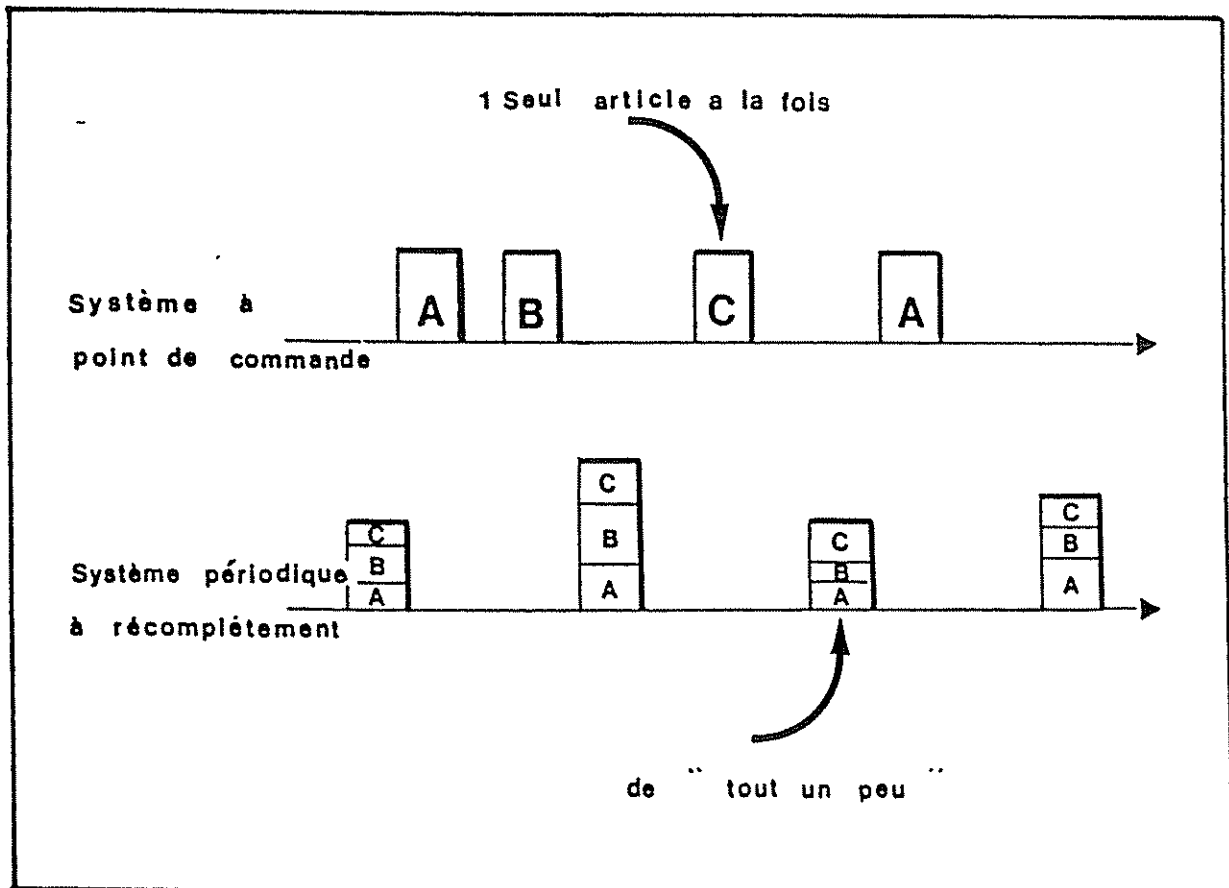 1 Seul article a la fois
A B C A
Système à
point de commande
C
B
A
C
B
A
C
B
A
C
B
A
Système périodique
à récomplétement
de " tout un peu "